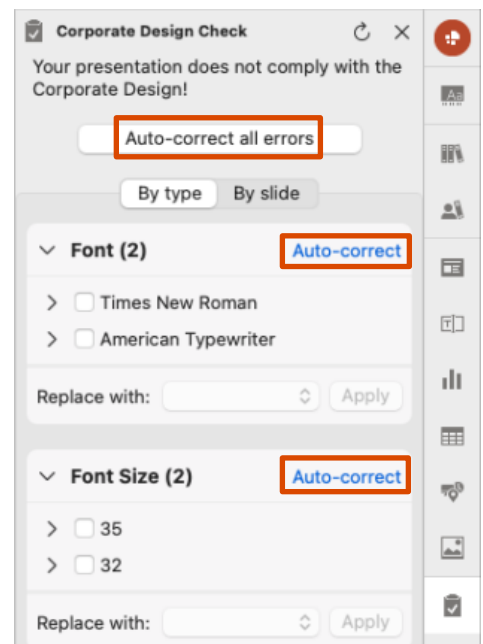 Corporate Design Check
Your presentation does not comply with the
Corporate Design!
Auto-correct all errors
By type By slide
Font (2) Auto-correct
Times New Roman
American Typewriter
Replace with: Apply
Font Size (2) Auto-correct
35
32
Replace with: Apply